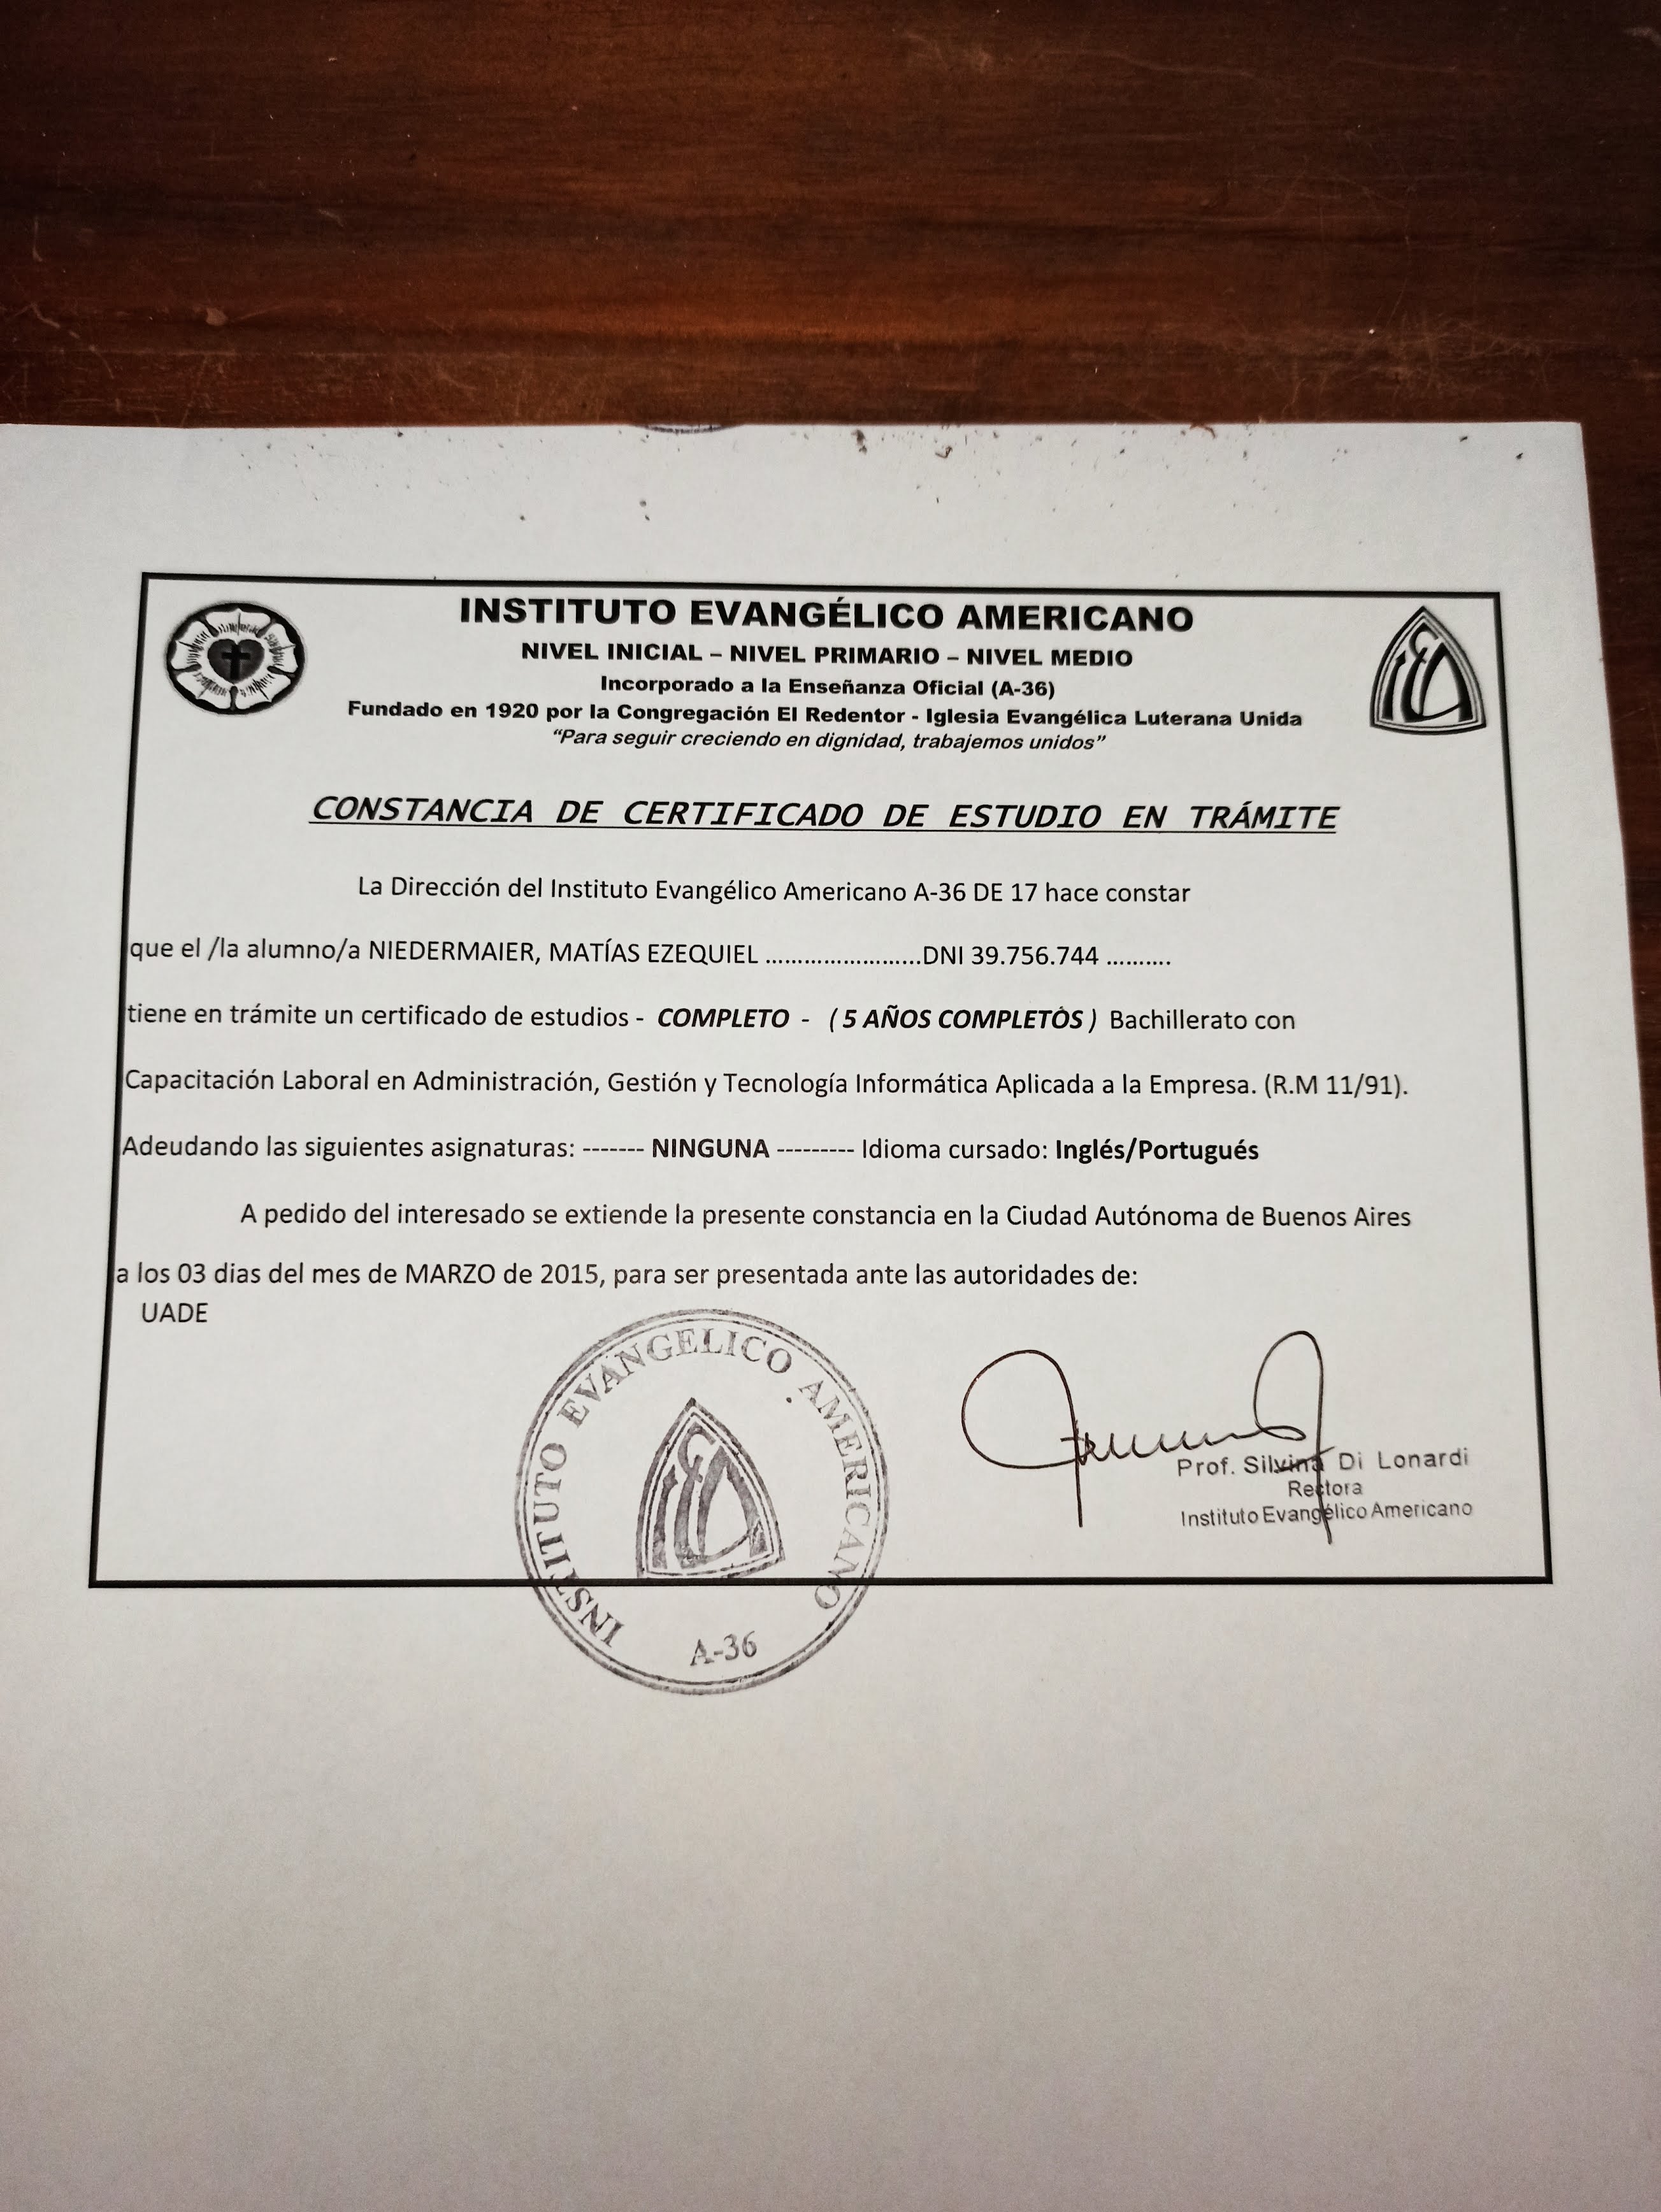 INSTITUTO EVANGÉLICO AMERICANO
NIVEL INICIAL – NIVEL PRIMARIO – NIVEL MEDIO
Incorporado a la Enseñanza Oficial (A-36)
Fundado en 1920 por la Congregación El Redentor - Iglesia Evangélica Luterana Unida
“Para seguir creciendo en dignidad, trabajemos unidos”
CONSTANCIA DE CERTIFICADO DE ESTUDIO EN TRÁMITE
La Dirección del Instituto Evangélico Americano A-36 DE 17 hace constar
que el /la alumno/a NIEDERMAIER, MATÍAS EZEQUIEL ........................DNI 39.756.744 ..........
tiene en trámite un certificado de estudios - COMPLETO - ( 5 AÑOS COMPLETOS ) Bachillerato con
Capacitación Laboral en Administración, Gestión y Tecnología Informática Aplicada a la Empresa. (R.M 11/91).
Adeudando las siguientes asignaturas: ------- NINGUNA --------- Idioma cursado: Inglés/Portugués
A pedido del interesado se extiende la presente constancia en la Ciudad Autónoma de Buenos Aires
a los 03 dias del mes de MARZO de 2015, para ser presentada ante las autoridades de:
UADE
INSTITUTO EVANGELICO AMERICANO
A-36
Prof. Silvina Di Lonardi
Rectora
Instituto Evangélico Americano